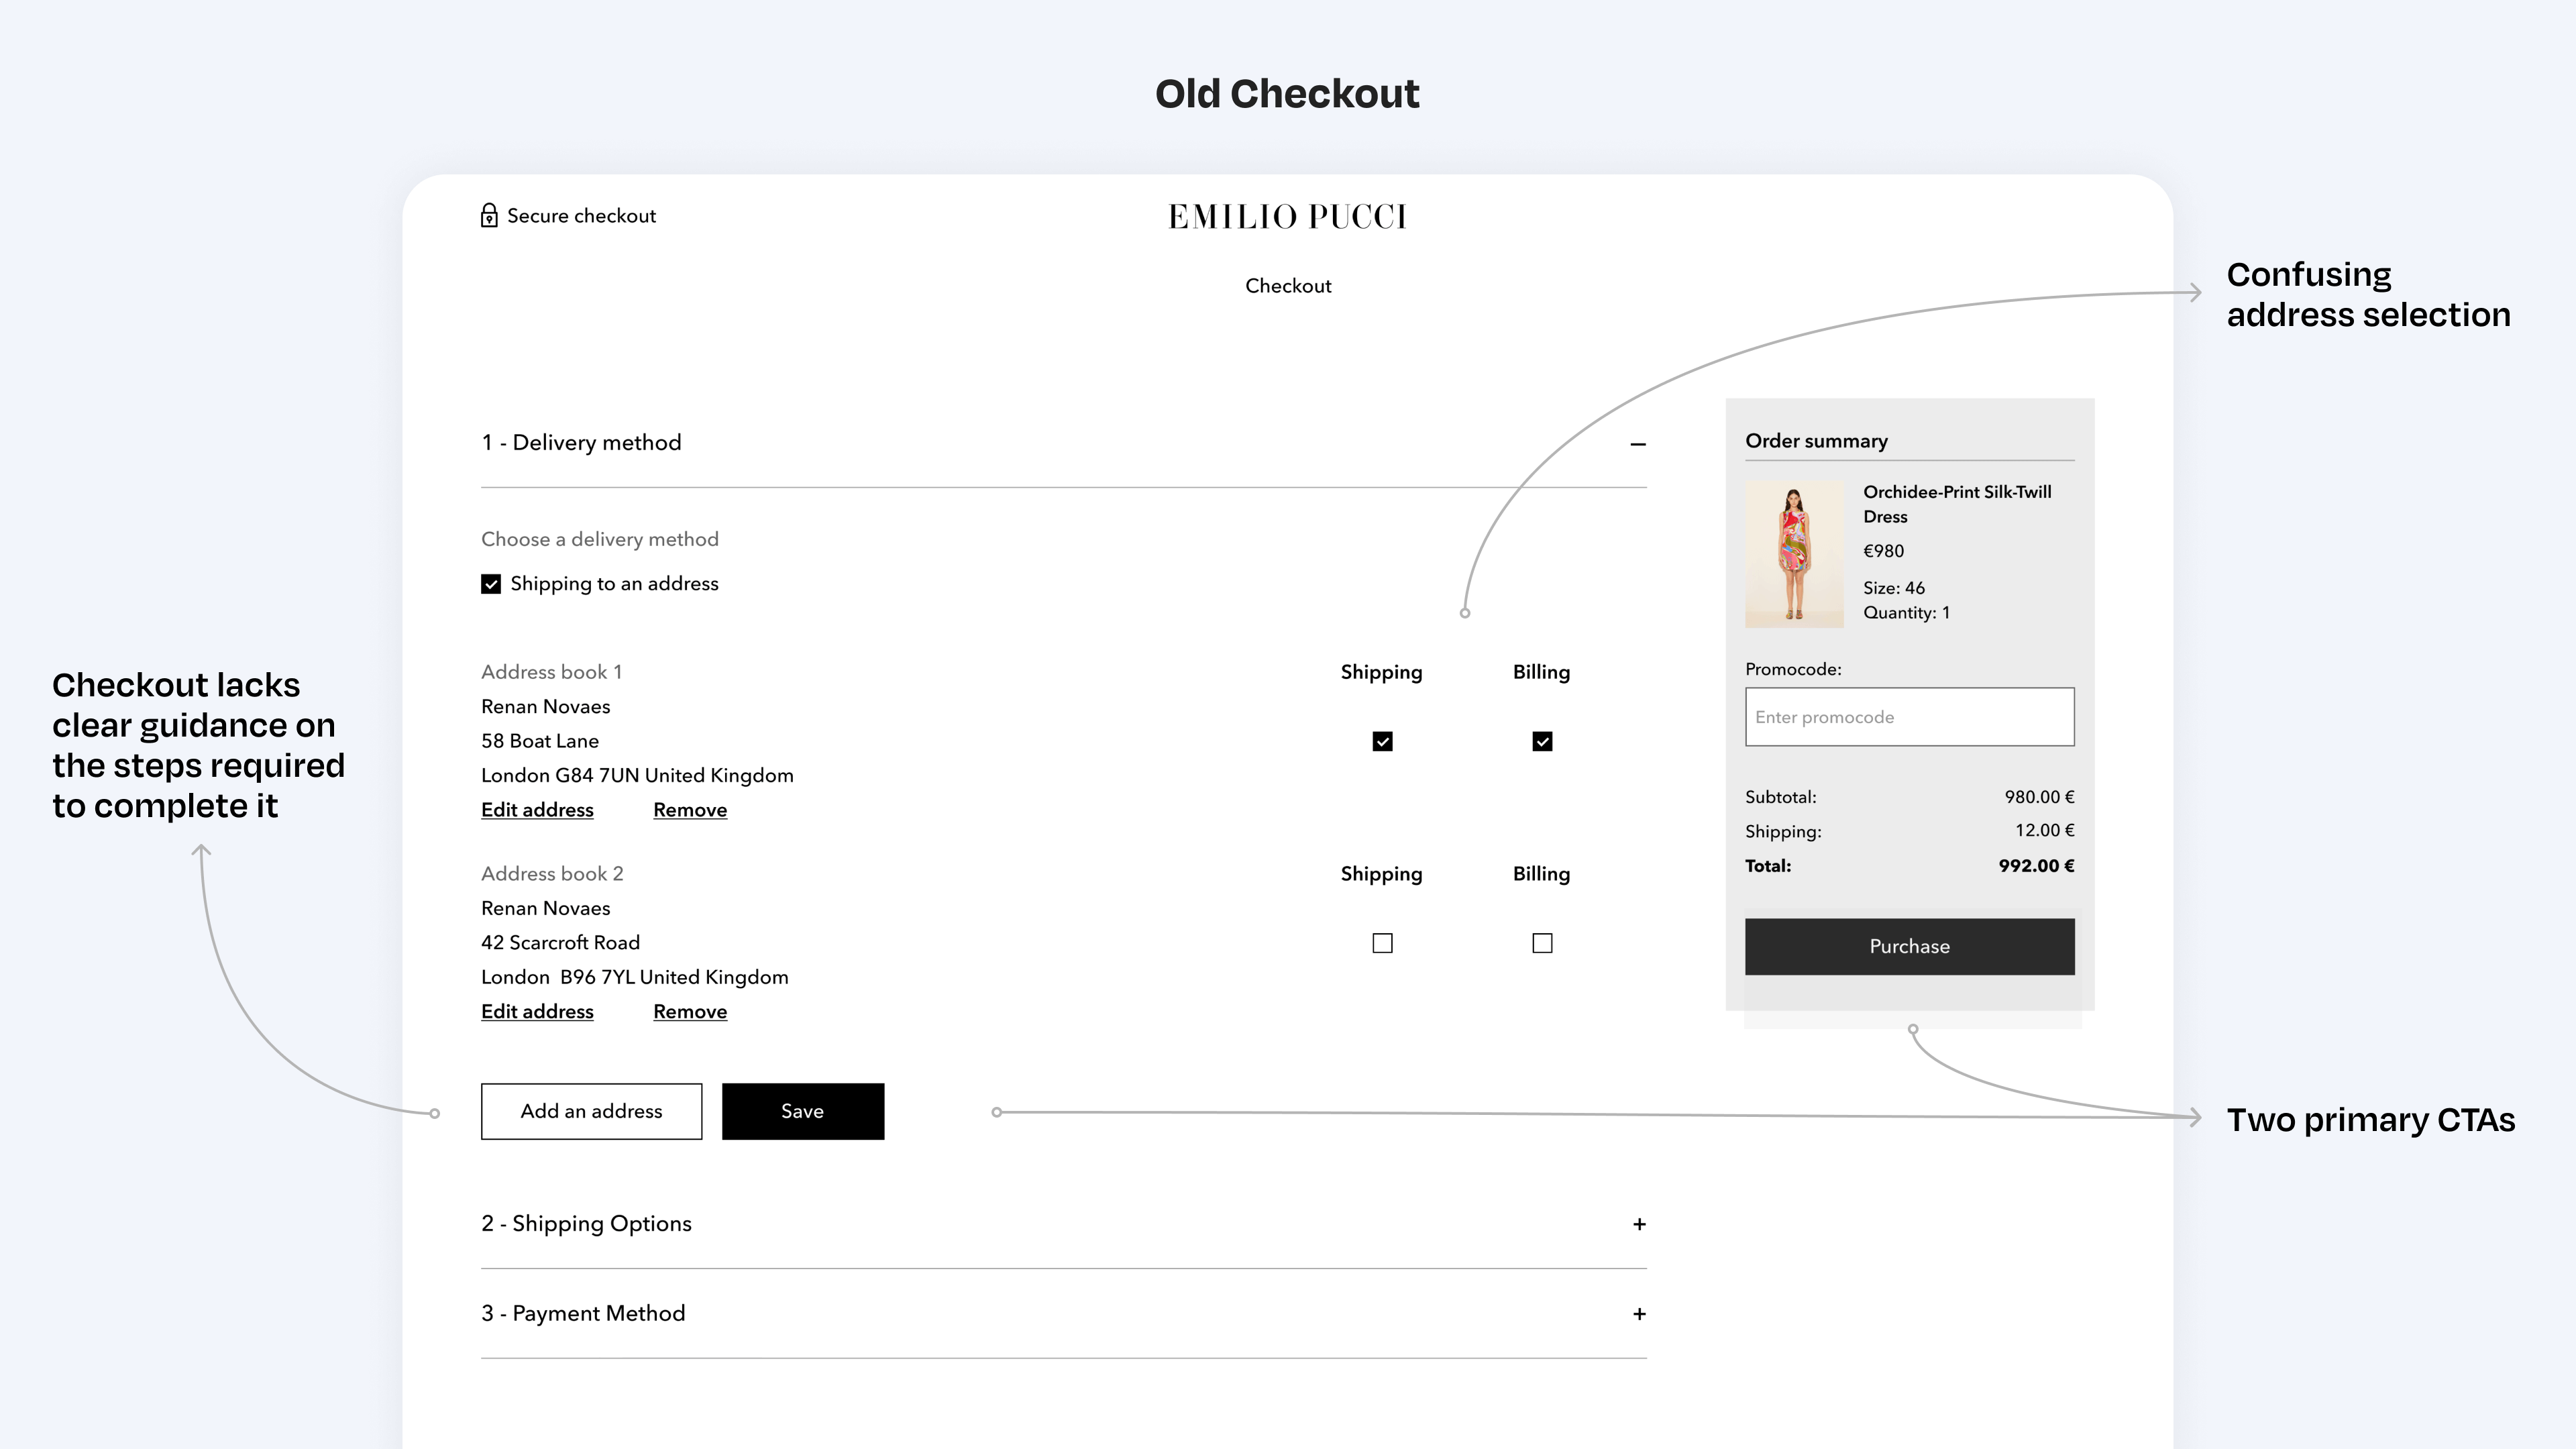 Old Checkout
Secure checkout
EMILIO PUCCI
Checkout
Confusing
address selection
1 - Delivery method
Choose a delivery method
Shipping to an address
Address book 1
Shipping
Billing
Renan Novaes
58 Boat Lane
London G84 7UN United Kingdom
Edit address
Remove
Address book 2
Shipping
Billing
Renan Novaes
42 Scarcroft Road
London  B96 7YL United Kingdom
Edit address
Remove
Add an address
Save
2 - Shipping Options
3 - Payment Method
Order summary
Orchidee-Print Silk-Twill
Dress
€980
Size: 46
Quantity: 1
Promocode:
Enter promocode
Subtotal: 980.00 €
Shipping: 12.00 €
Total: 992.00 €
Purchase
Checkout lacks
clear guidance on
the steps required
to complete it
Two primary CTAs